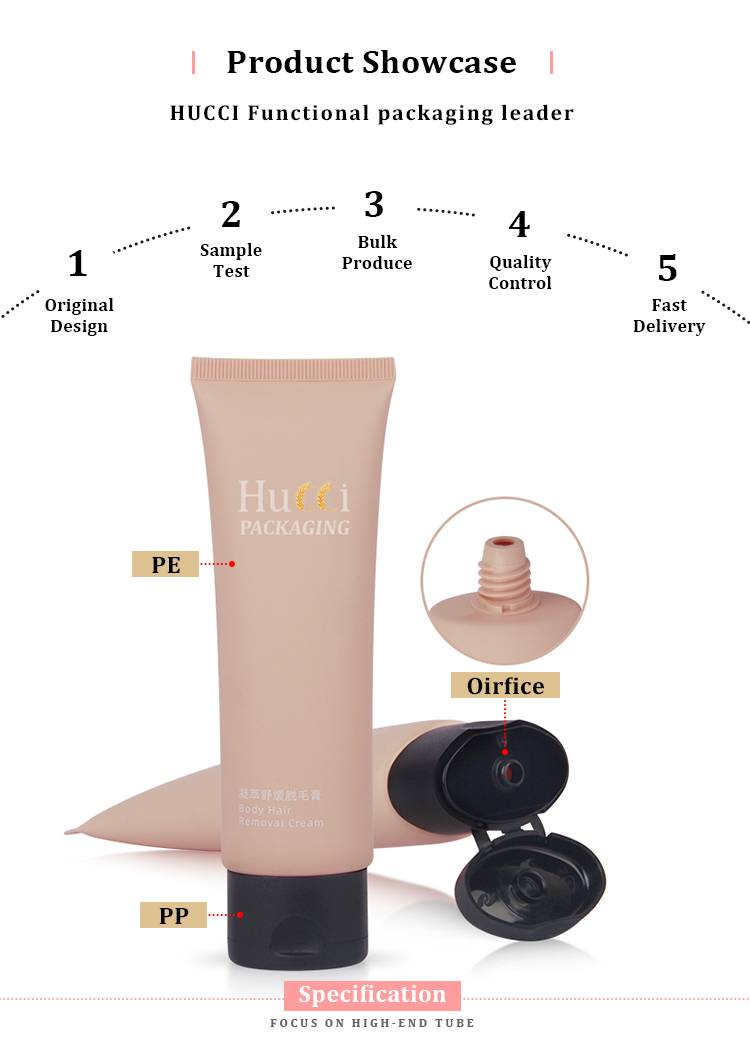 Product Showcase
HUCCI Functional packaging leader
1
Original
Design
2
Sample
Test
3
Bulk
Produce
4
Quality
Control
5
Fast
Delivery
HuCCi
PACKAGING
PE
Oirfice
凝萃舒缓脱毛膏
Body Hair
Removal Cream
PP
Specification
FOCUS ON HIGH-END TUBE